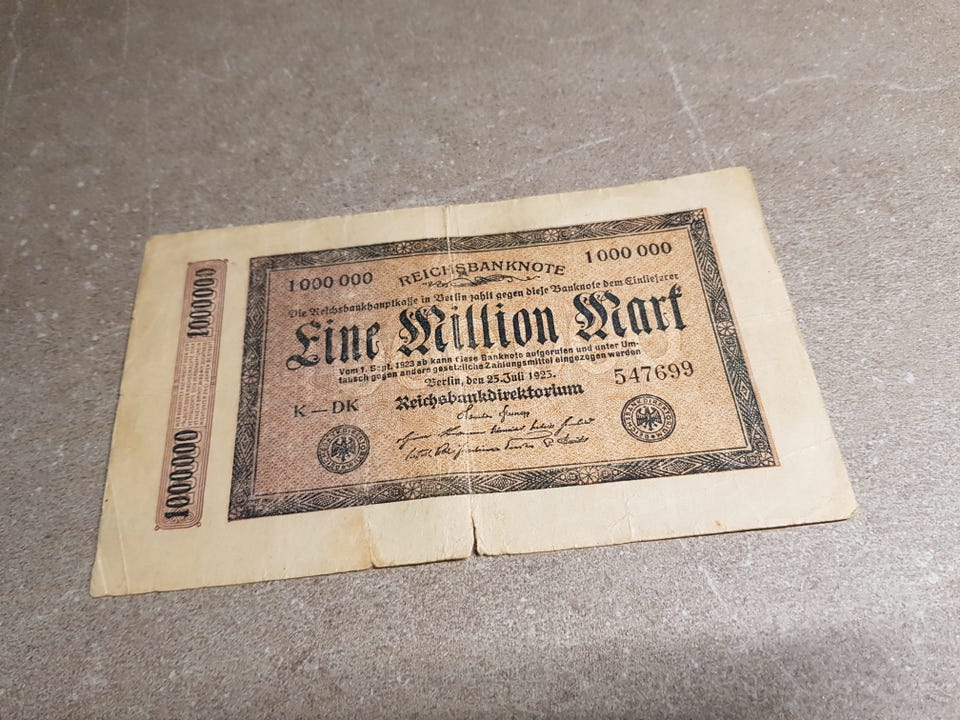 1000000 1000000
1 000 000 REICHSBANKNOTE 1 000 000
Die Reichsbankhauptkasse in Berlin zahlt gegen diese Banknote dem Einlieferer
Eine Million Mark
Vom 1. Sept. 1923 ab kann diese Banknote aufgerufen und unter Um-
tausch gegen andere gesetzliche Zahlungsmittel eingezogen werden
Berlin, den 25. Juli 1923.
Reichsbankdirektorium
K — DK
547699